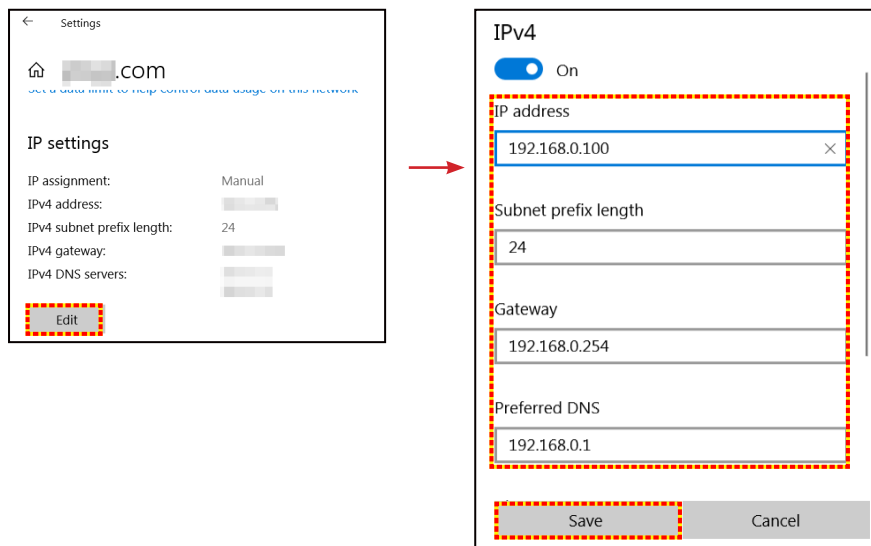 Settings
.com
Set a data limit to help control data usage on this network
IP settings
IP assignment: Manual
IPv4 address:
IPv4 subnet prefix length: 24
IPv4 gateway:
IPv4 DNS servers:
Edit
IPv4
On
IP address
192.168.0.100
Subnet prefix length
24
Gateway
192.168.0.254
Preferred DNS
192.168.0.1
Save Cancel